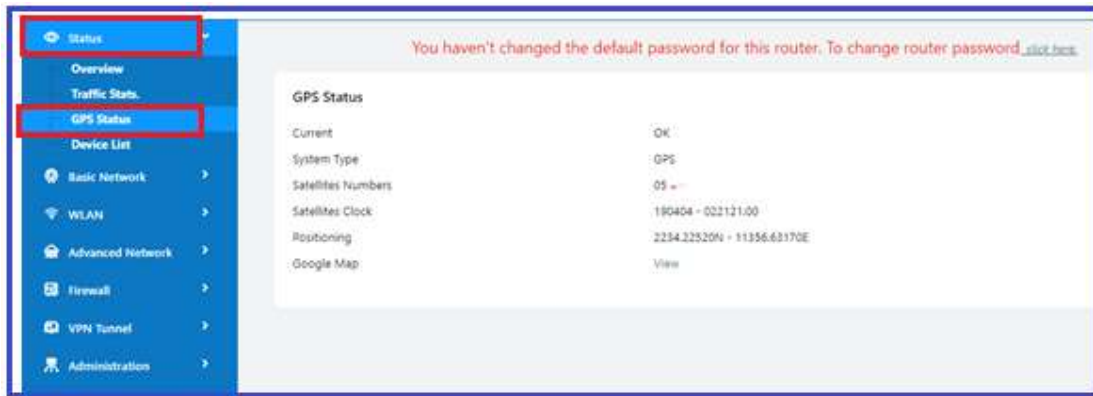 Status
Overview
Traffic Stats.
GPS Status
Device List
Basic Network
WLAN
Advanced Network
Firewall
VPN Tunnel
Administration
You haven't changed the default password for this router. To change router password click here.
GPS Status
Current OK
System Type GPS
Satellites Numbers 05
Satellites Clock 190404 - 022121.00
Positioning 2234.22520N - 11356.63170E
Google Map View